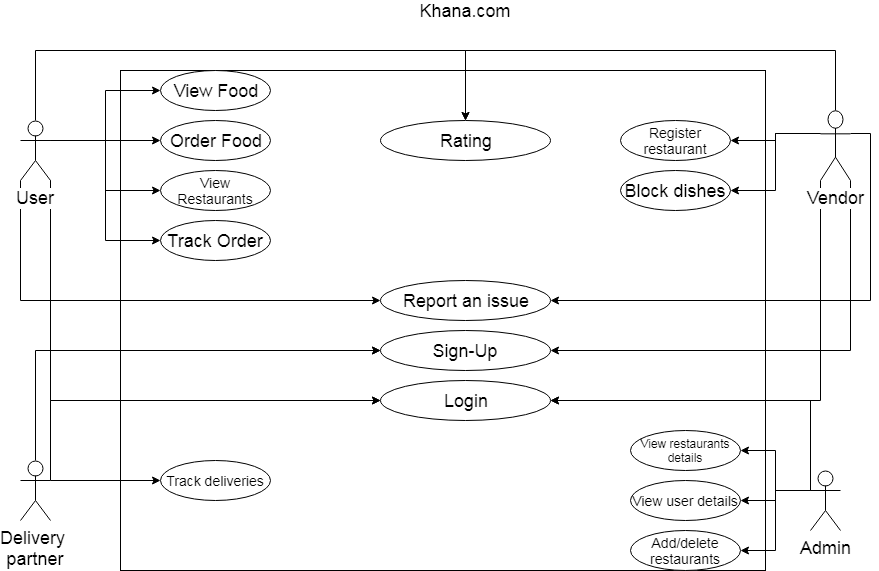 Khana.com
View Food
Order Food
Rating
Register
restaurant
View
Restaurants
Block dishes
User
Vendor
Track Order
Report an issue
Sign-Up
Login
View restaurants
details
Track deliveries
View user details
Delivery
partner
Add/delete
restaurants
Admin